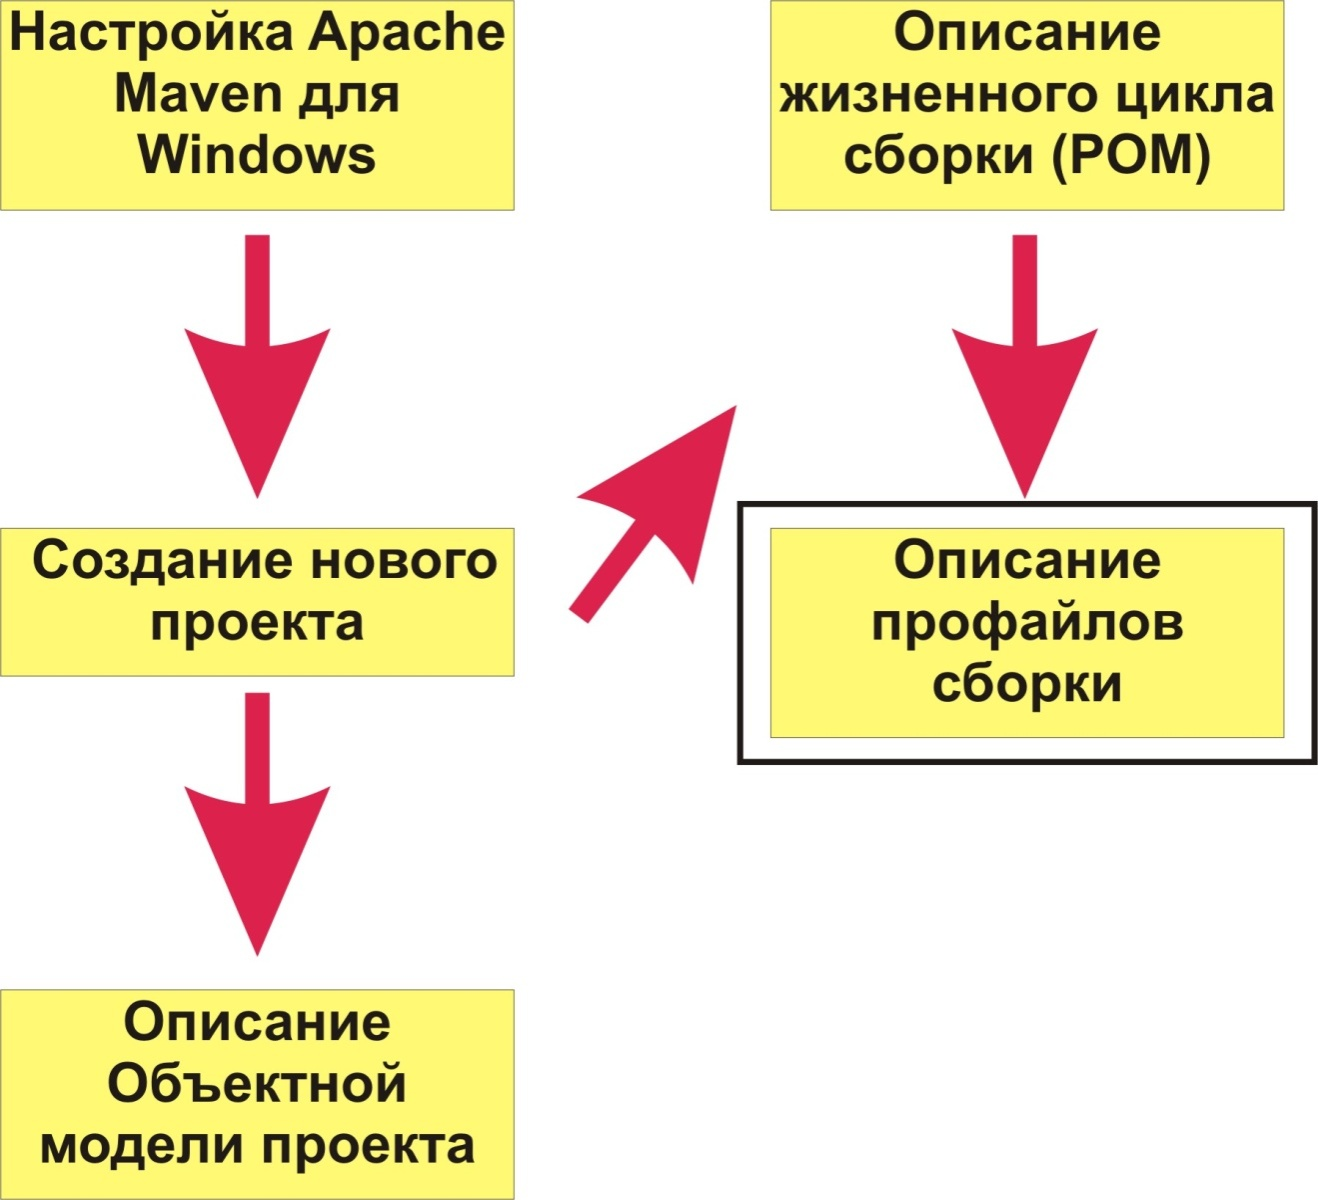 Настройка Apache
Maven для
Windows
Создание нового
проекта
Описание
Объектной
модели проекта
Описание
жизненного цикла
сборки (POM)
Описание
профайлов
сборки